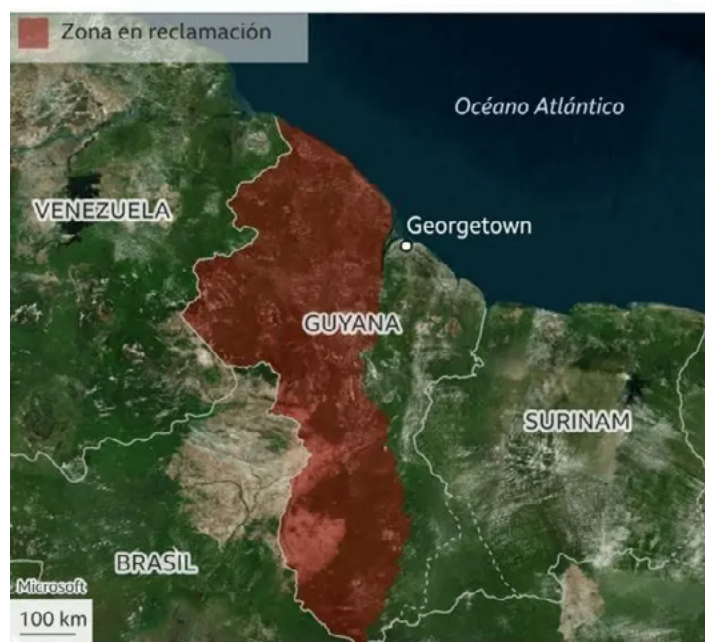 Zona en reclamación
Océano Atlántico
VENEZUELA
Georgetown
GUYANA
SURINAM
BRASIL
Microsoft
100 km